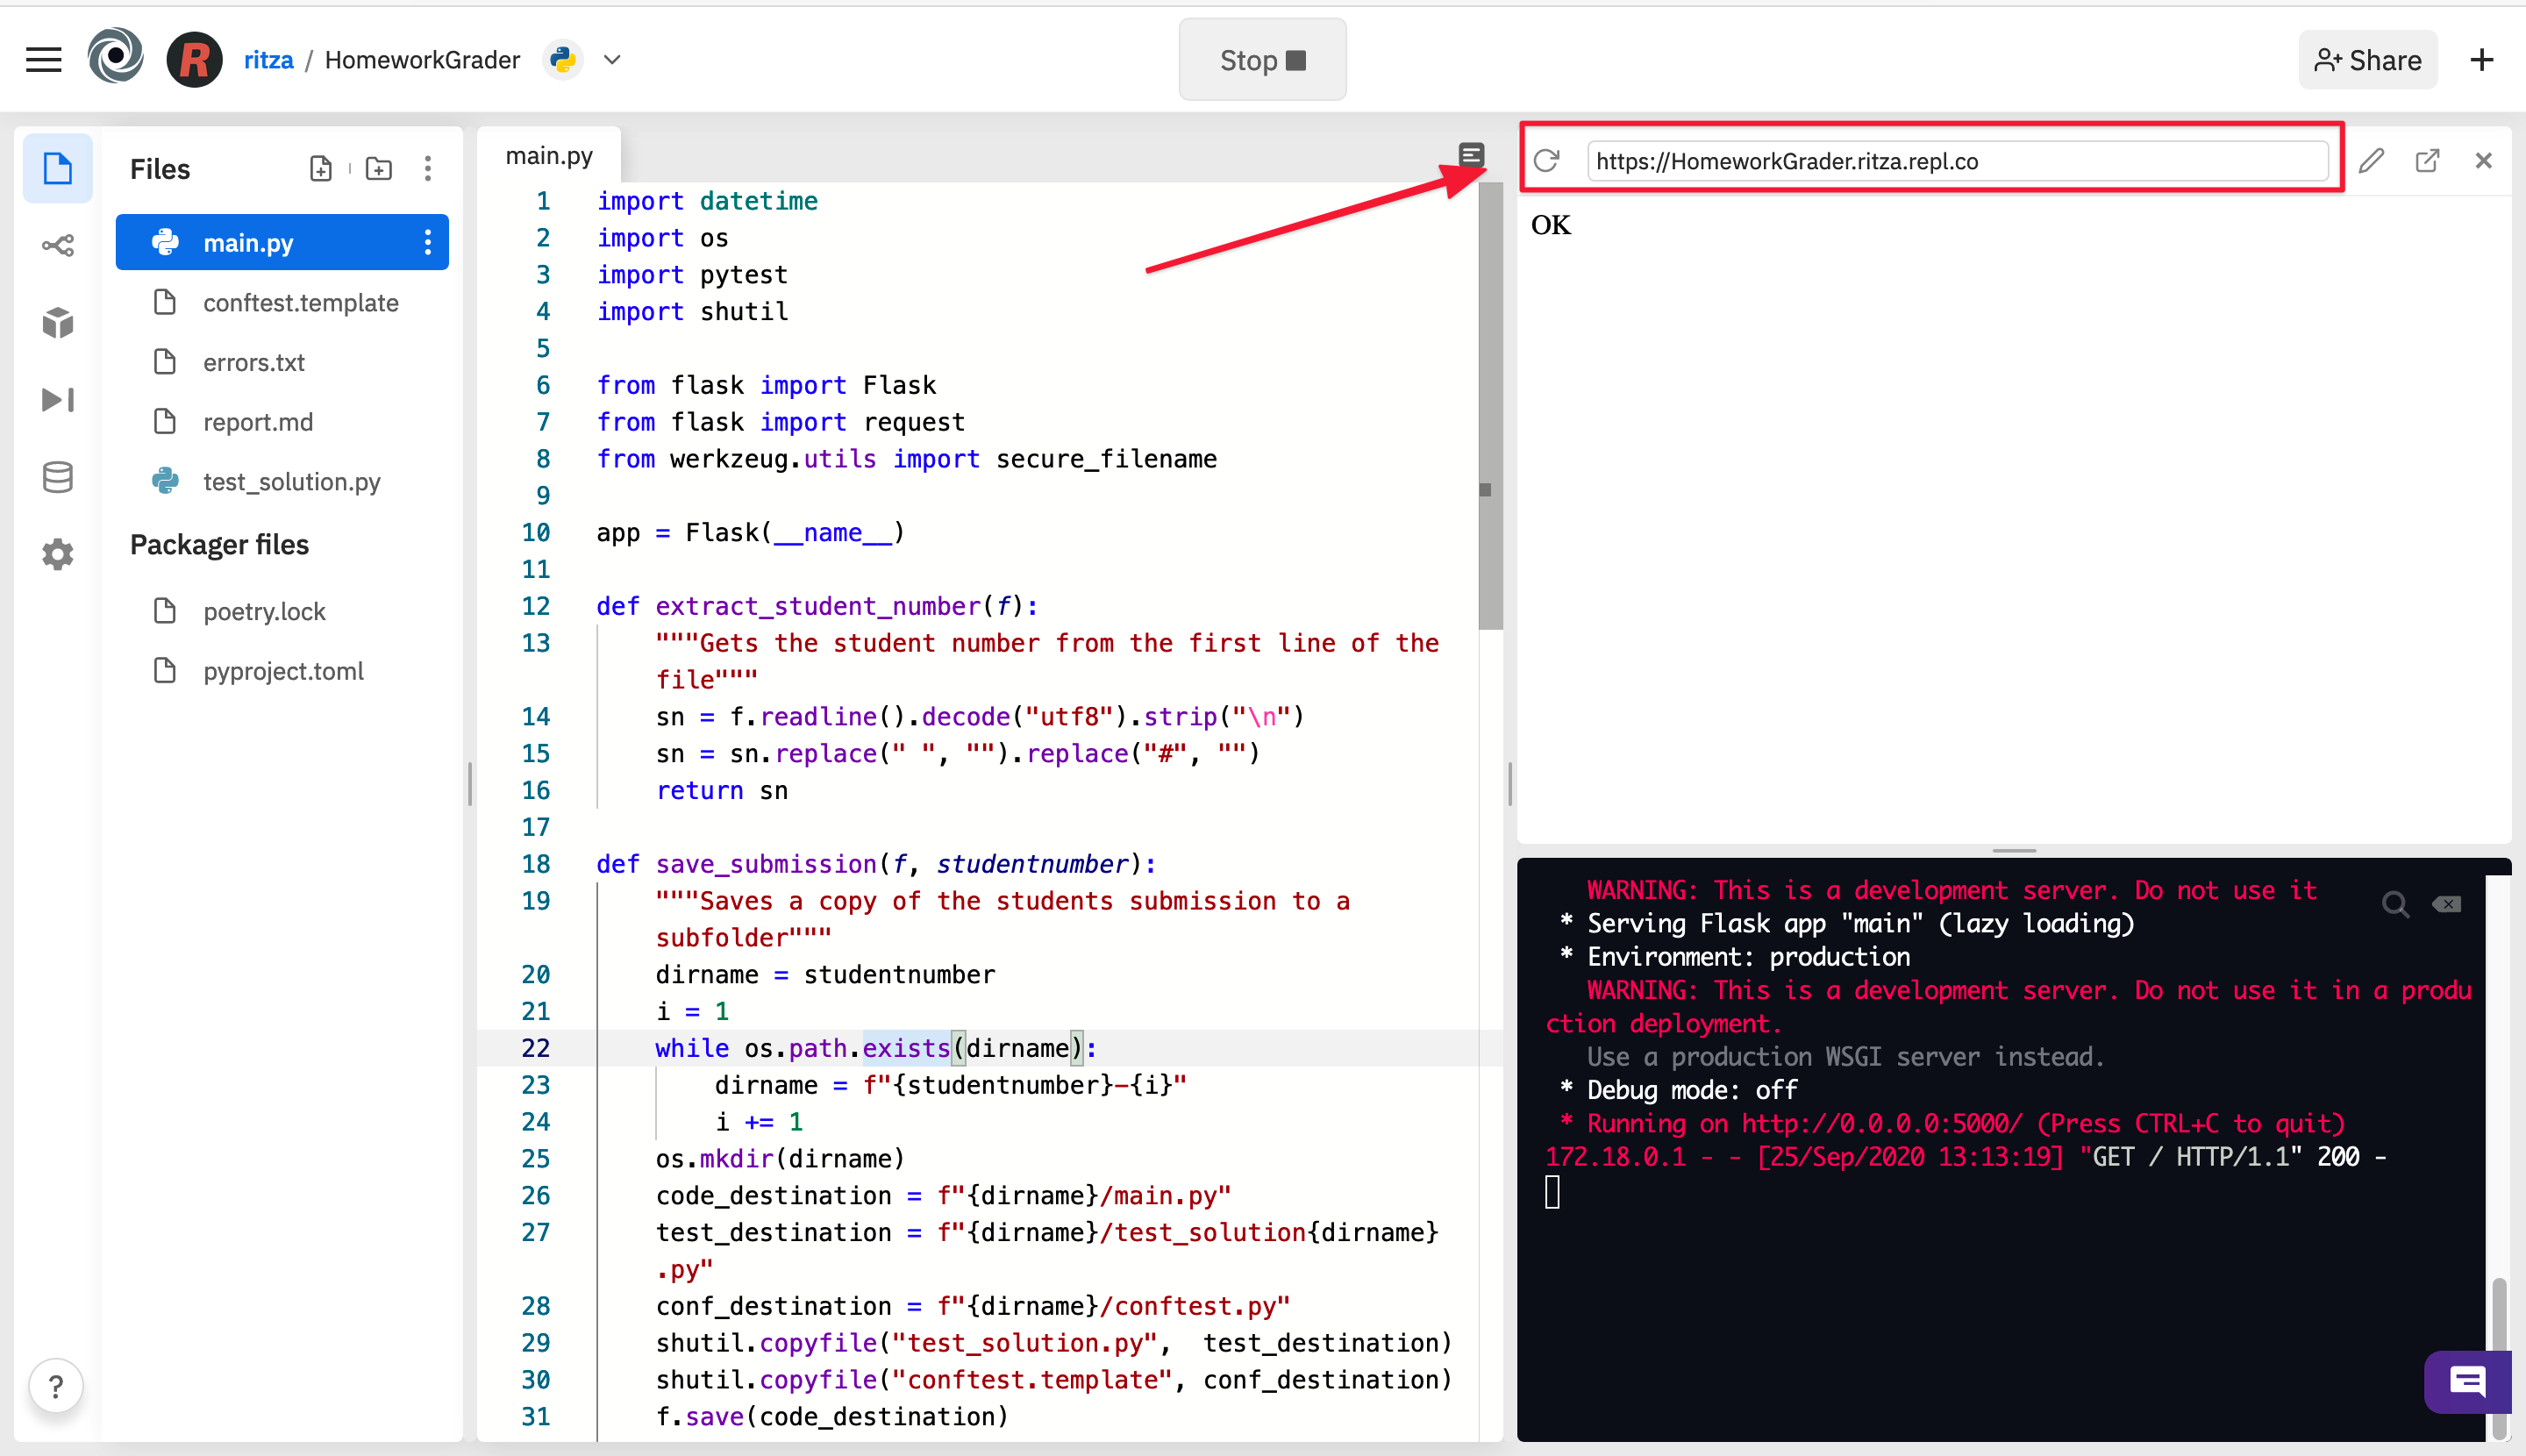 R ritza / HomeworkGrader
Stop
Share
Files
main.py
conftest.template
errors.txt
report.md
test_solution.py
Packager files
poetry.lock
pyproject.toml
?
main.py
1 import datetime
2 import os
3 import pytest
4 import shutil
5
6 from flask import Flask
7 from flask import request
8 from werkzeug.utils import secure_filename
9
10 app = Flask(__name__)
11
12 def extract_student_number(f):
13 """Gets the student number from the first line of the
file"""
14 sn = f.readline().decode("utf8").strip("\n")
15 sn = sn.replace(" ", "").replace("#", "")
16 return sn
17
18 def save_submission(f, studentnumber):
19 """Saves a copy of the students submission to a
subfolder"""
20 dirname = studentnumber
21 i = 1
22 while os.path.exists(dirname):
23 dirname = f"{studentnumber}-{i}"
24 i += 1
25 os.mkdir(dirname)
26 code_destination = f"{dirname}/main.py"
27 test_destination = f"{dirname}/test_solution{dirname}
.py"
28 conf_destination = f"{dirname}/conftest.py"
29 shutil.copyfile("test_solution.py",  test_destination)
30 shutil.copyfile("conftest.template", conf_destination)
31 f.save(code_destination)
https://HomeworkGrader.ritza.repl.co
OK
WARNING: This is a development server. Do not use it
* Serving Flask app "main" (lazy loading)
* Environment: production
WARNING: This is a development server. Do not use it in a produ
ction deployment.
Use a production WSGI server instead.
* Debug mode: off
* Running on http://0.0.0.0:5000/ (Press CTRL+C to quit)
172.18.0.1 - - [25/Sep/2020 13:13:19] "GET / HTTP/1.1" 200 -